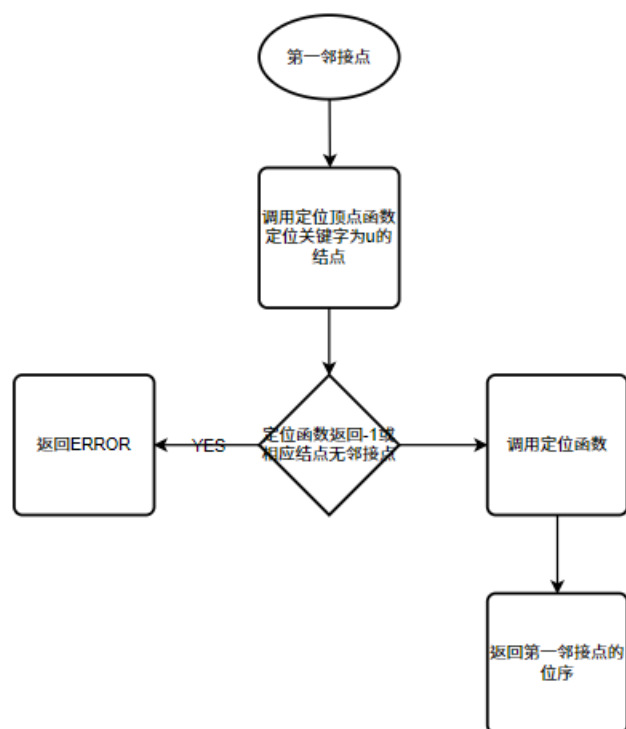 第一邻接点
调用定位顶点函数
定位关键字为u的
结点
定位函数返回-1或
相应结点无邻接点
YES
返回ERROR
调用定位函数
返回第一邻接点的
位序